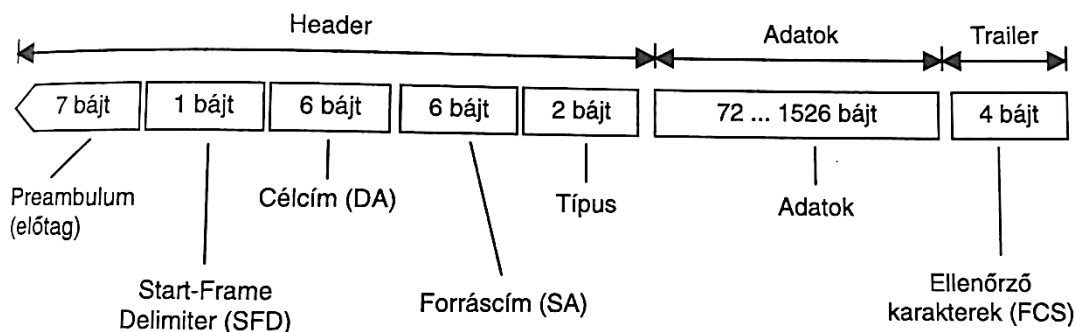 Header
Adatok
Trailer
7 bájt
1 bájt
6 bájt
6 bájt
2 bájt
72 ... 1526 bájt
4 bájt
Preambulum
(előtag)
Célcím (DA)
Típus
Adatok
Start-Frame
Delimiter (SFD)
Forráscím (SA)
Ellenőrző
karakterek (FCS)